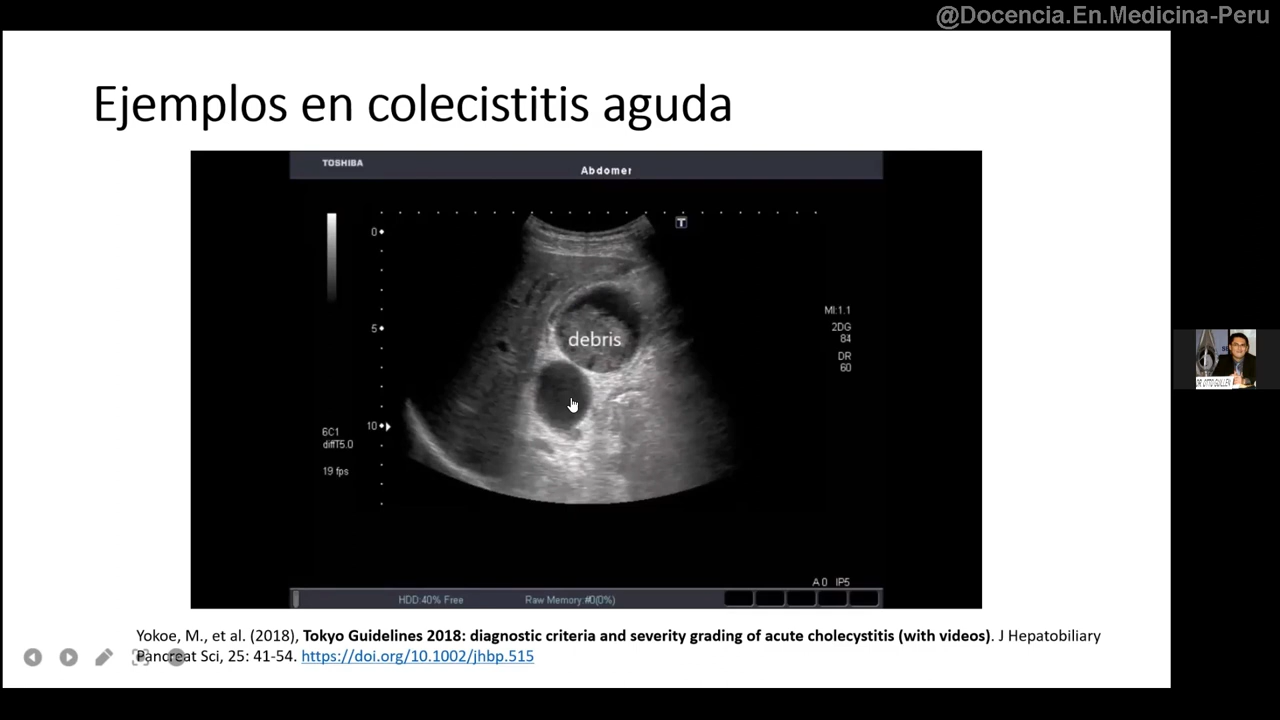 @Docencia.En.Medicina-Peru
Ejemplos en colecistitis aguda
TOSHIBA
Abdomen
T
0
debris
5
MI:1.1
2DG
84
DR
60
10
6C1
diffT5.0
19 fps
A 0 IP5
HDD:40% Free Raw Memory:#0(0%)
Yokoe, M., et al. (2018), Tokyo Guidelines 2018: diagnostic criteria and severity grading of acute cholecystitis (with videos). J Hepatobiliary
Pancreat Sci, 25: 41-54. https://doi.org/10.1002/jhbp.515
DR. OTTO GUILLEN